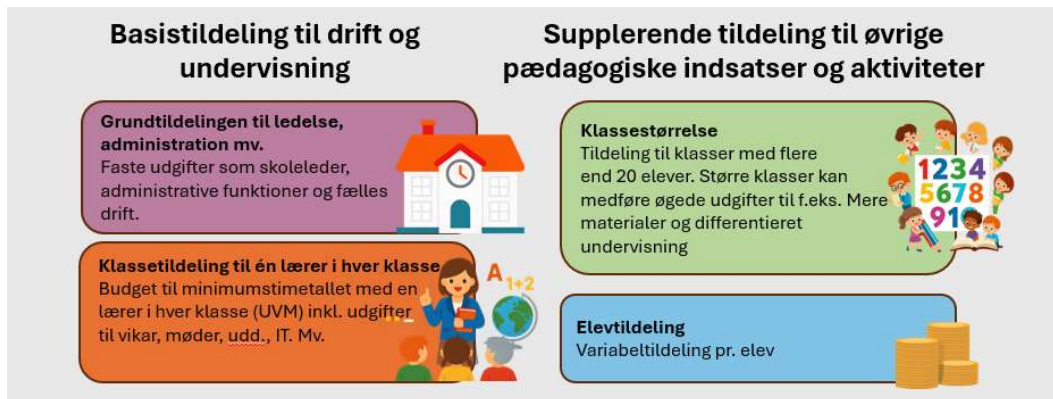 Basistildeling til drift og
undervisning
Grundtildelingen til ledelse,
administration mv.
Faste udgifter som skoleleder,
administrative funktioner og fælles
drift.
Klassetildeling til én lærer i hver klasse
Budget til minimumstimetallet med en
lærer i hver klasse (UVM) inkl. udgifter
til vikar, møder, udd., IT. Mv.
A
1+2
Supplerende tildeling til øvrige
pædagogiske indsatser og aktiviteter
Klassestørrelse
Tildeling til klasser med flere
end 20 elever. Større klasser kan
medføre øgede udgifter til f.eks. Mere
materialer og differentieret
undervisning
1234
5678
910
Elevtildeling
Variabeltildeling pr. elev